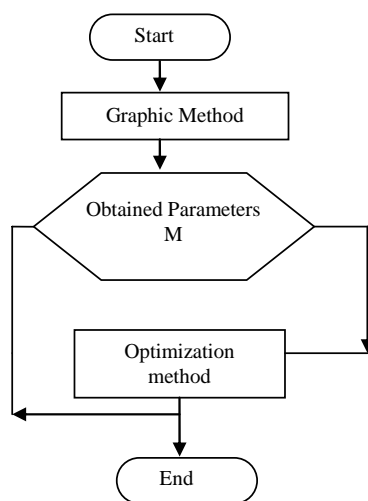 Start
Graphic Method
Obtained Parameters
M
Optimization
method
End